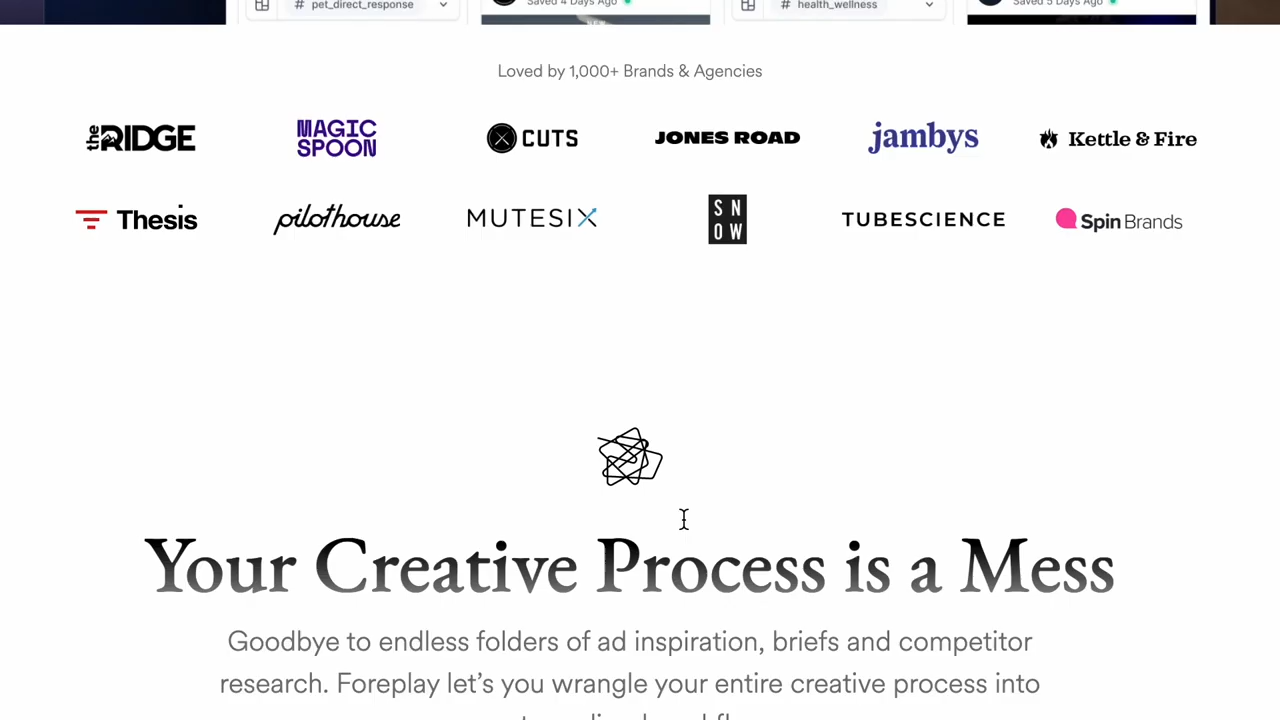 # pet_direct_response
Saved 4 Days Ago
# health_wellness
Saved 5 Days Ago
Loved by 1,000+ Brands & Agencies
the RIDGE
MAGIC SPOON
CUTS
JONES ROAD
jambys
Kettle & Fire
Thesis
pilothouse
MUTESIX
SNOW
TUBESCIENCE
Spin Brands
Your Creative Process is a Mess
Goodbye to endless folders of ad inspiration, briefs and competitor
research. Foreplay let's you wrangle your entire creative process into